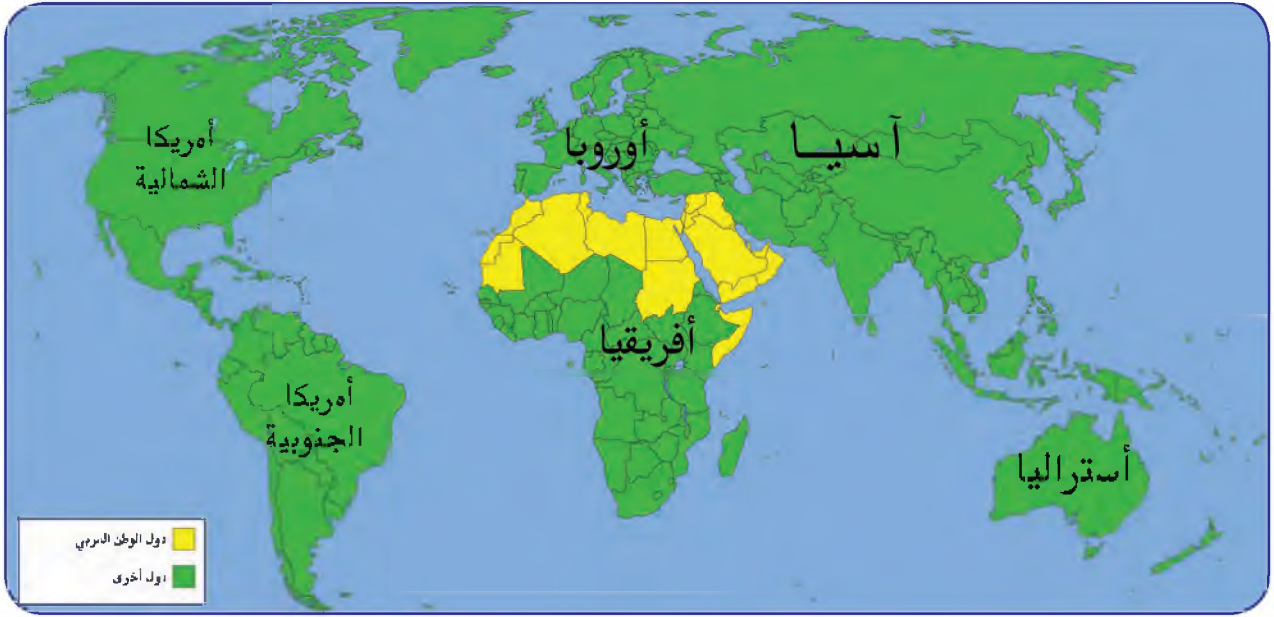 آسيا
أوروبا
أمريكا
الشمالية
أفريقيا
أمريكا
الجنوبية
أستراليا
دول الوطن العربي
دول أخرى